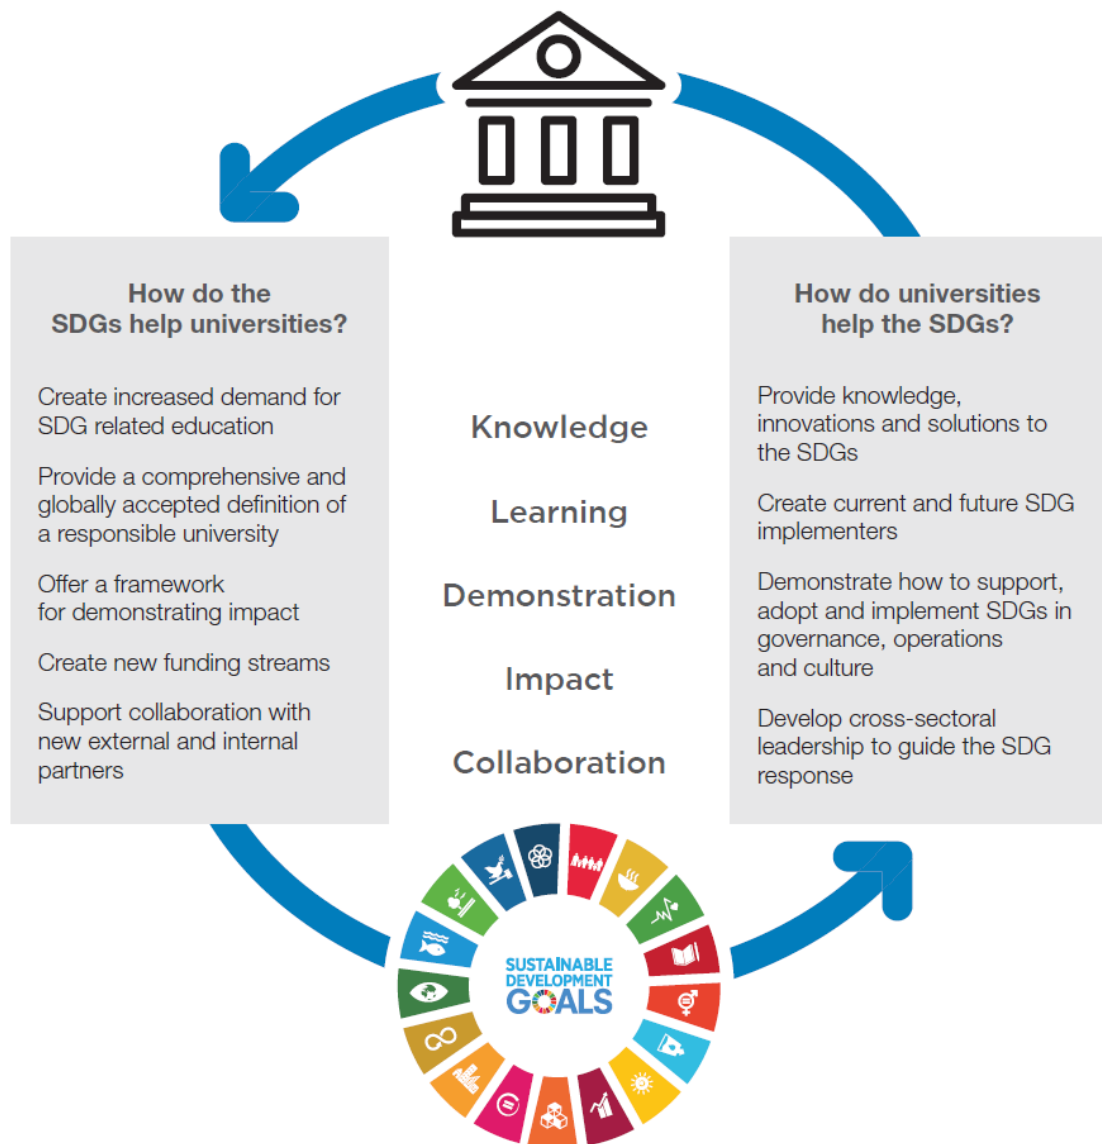 How do the
SDGs help universities?
Create increased demand for
SDG related education
Provide a comprehensive and
globally accepted definition of
a responsible university
Offer a framework
for demonstrating impact
Create new funding streams
Support collaboration with
new external and internal
partners
Knowledge
Learning
Demonstration
Impact
Collaboration
How do universities
help the SDGs?
Provide knowledge,
innovations and solutions to
the SDGs
Create current and future SDG
implementers
Demonstrate how to support,
adopt and implement SDGs in
governance, operations
and culture
Develop cross-sectoral
leadership to guide the SDG
response
SUSTAINABLE
DEVELOPMENT
GOALS